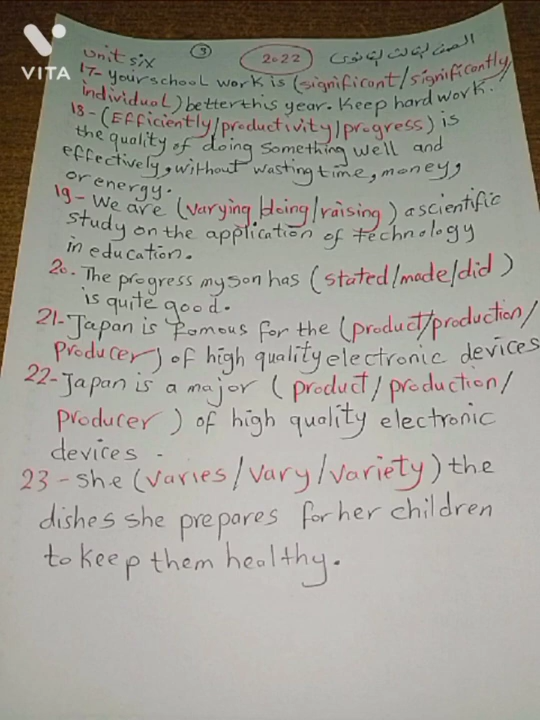 VITA
unit six
3
2022
الصف الثالث الثانوى
17- your school work is (significant/significantly/
individual) better this year. Keep hard work.
18- (Efficiently/productivity/progress) is
the quality of doing something well and
effectively, without wasting time, money,
or energy.
19- We are (varying/doing/raising) a scientific
study on the application of technology
in education.
20. The progress my son has (stated/made/did)
is quite good.
21- Japan is Famous for the (product/production/
producer) of high quality electronic devices
22- Japan is a major (product/production/
producer) of high quality electronic
devices.
23- she (varies/vary/variety) the
dishes she prepares for her children
to keep them healthy.